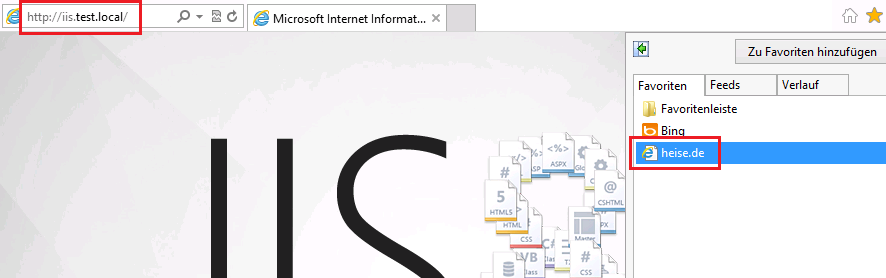 http://iis.test.local/
Microsoft Internet Informat...
Zu Favoriten hinzufügen
Favoriten
Feeds
Verlauf
Favoritenleiste
Bing
heise.de
IIS
<%>
ASPX
#
5
HTML5
HTML
@
CSHTML
CSS
Master
VB
#
CSS